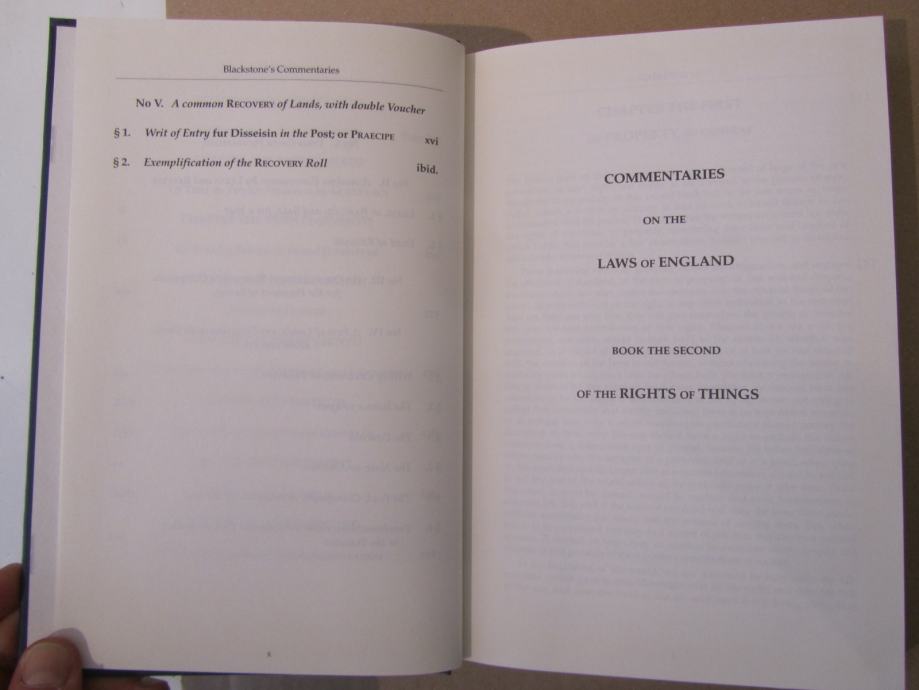 Blackstone's Commentaries
No V. A common RECOVERY of Lands, with double Voucher
§ 1. Writ of Entry fur Disseisin in the Post; or PRAECIPE xvi
§ 2. Exemplification of the RECOVERY Roll ibid.
COMMENTARIES
ON THE
LAWS OF ENGLAND
BOOK THE SECOND
OF THE RIGHTS OF THINGS